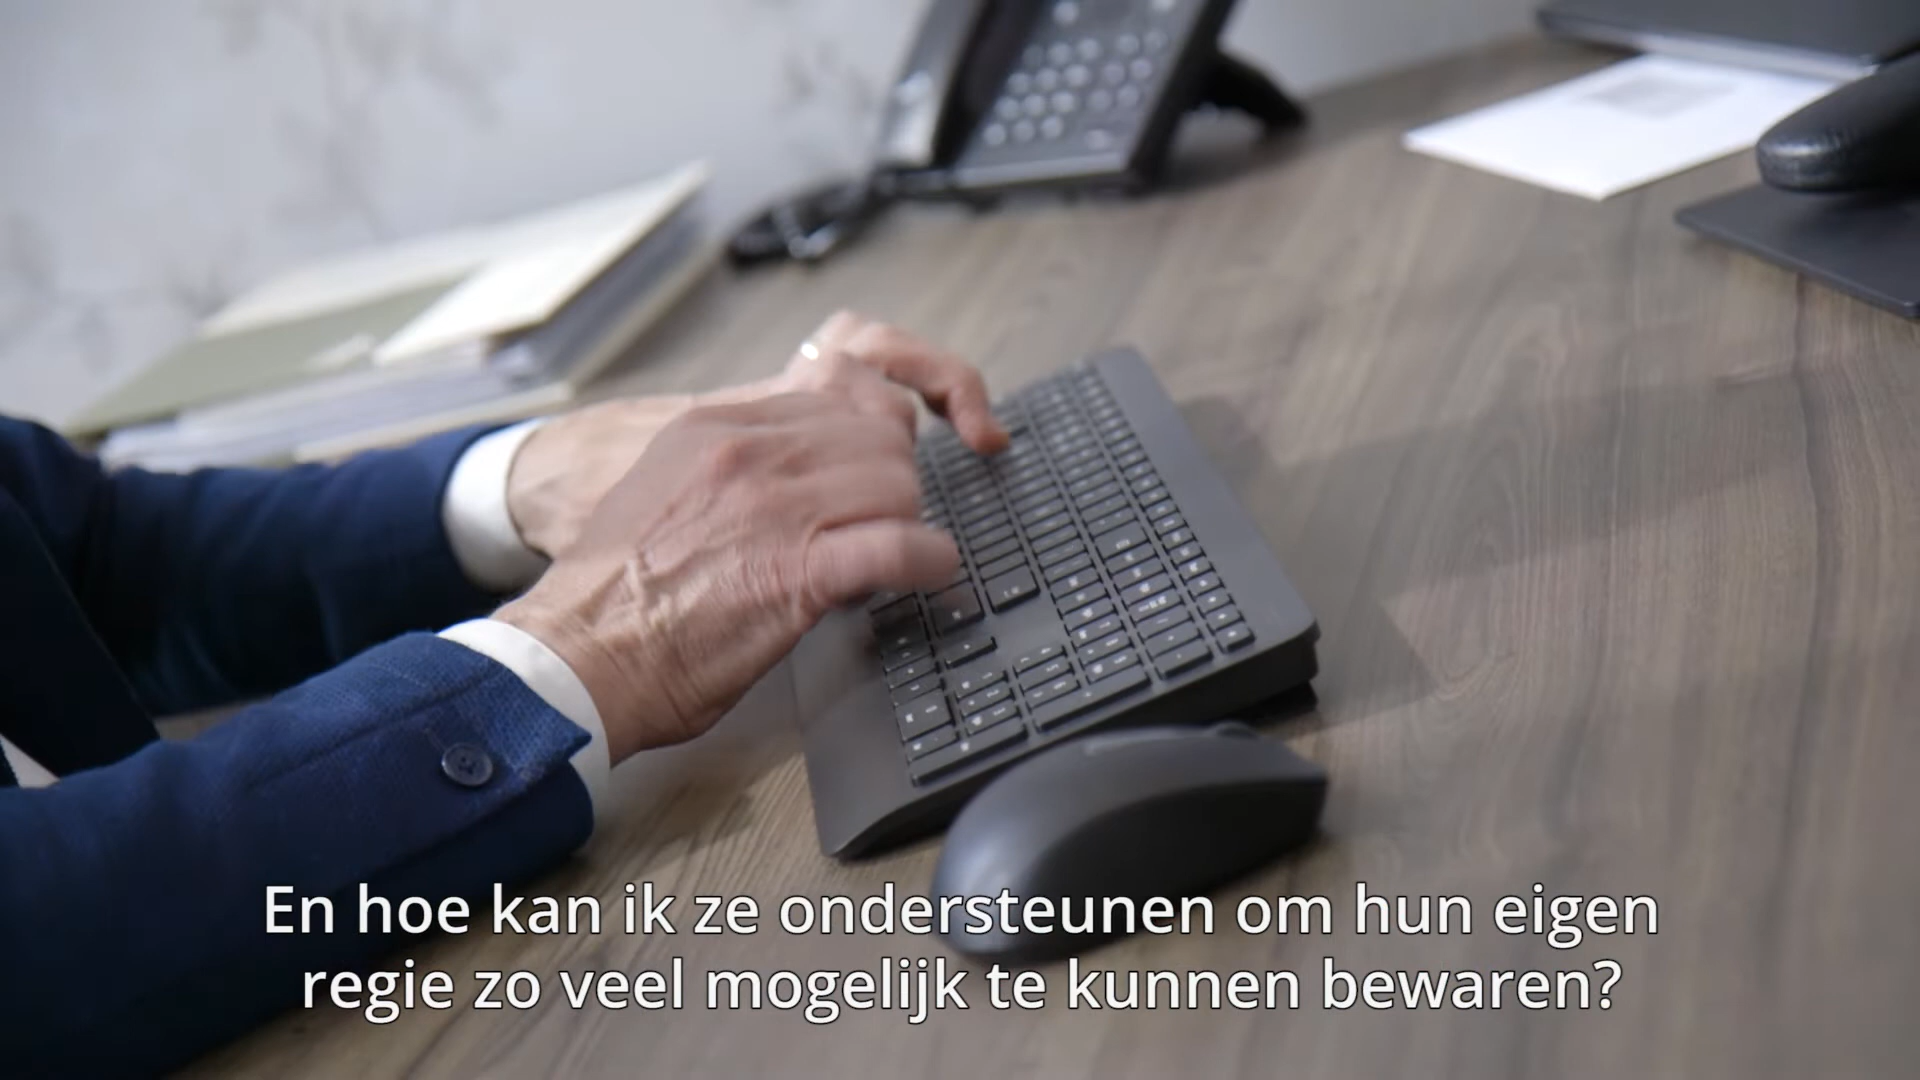 En hoe kan ik ze ondersteunen om hun eigen
regie zo veel mogelijk te kunnen bewaren?